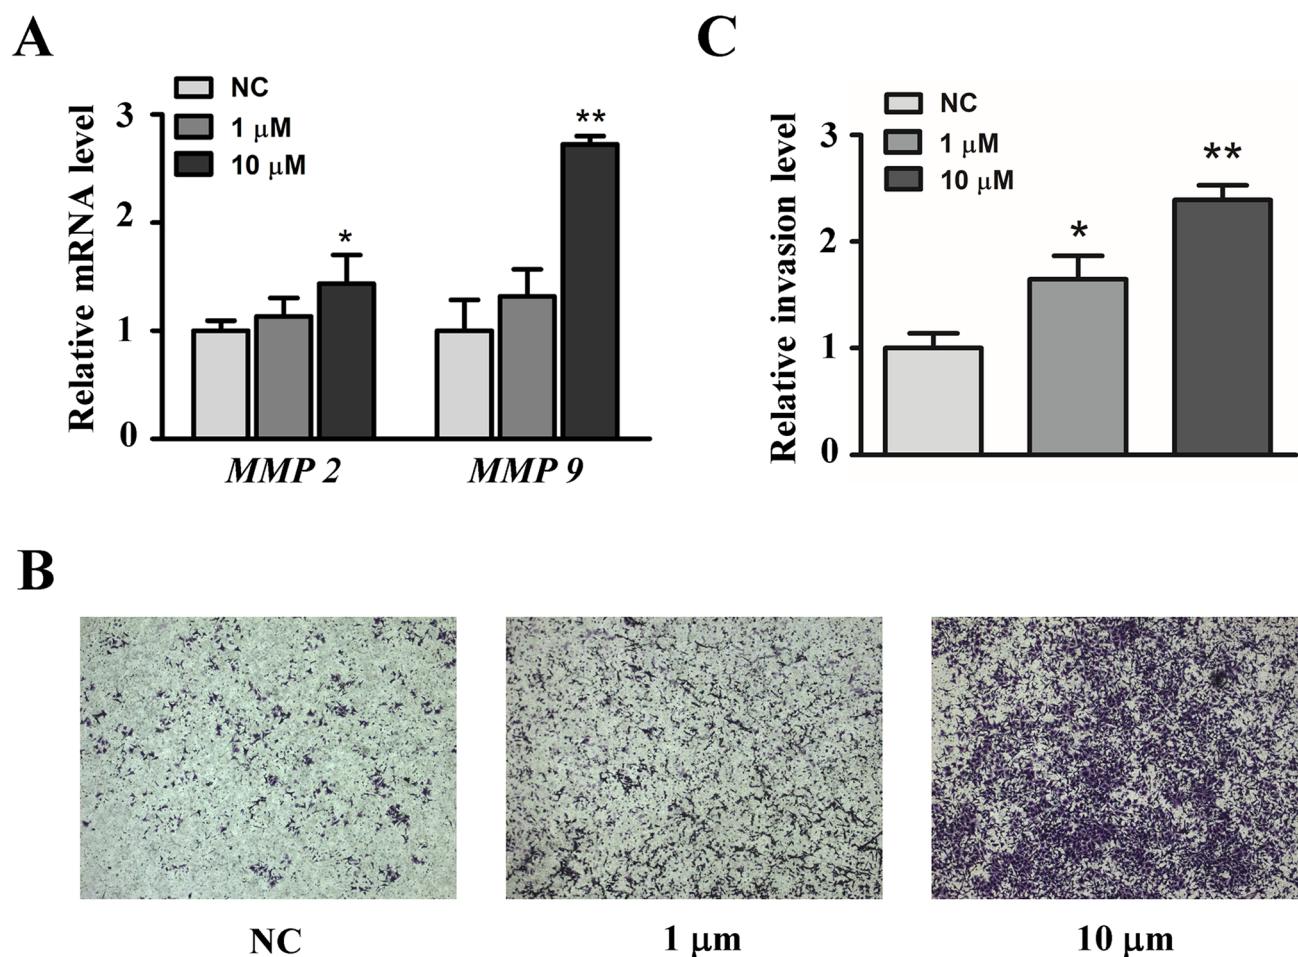 A
NC
1 μM
10 μM
Relative mRNA level
3
2
1
0
*
**
MMP 2
MMP 9
C
NC
1 μM
10 μM
Relative invasion level
3
2
1
0
*
**
B
NC
1 μm
10 μm